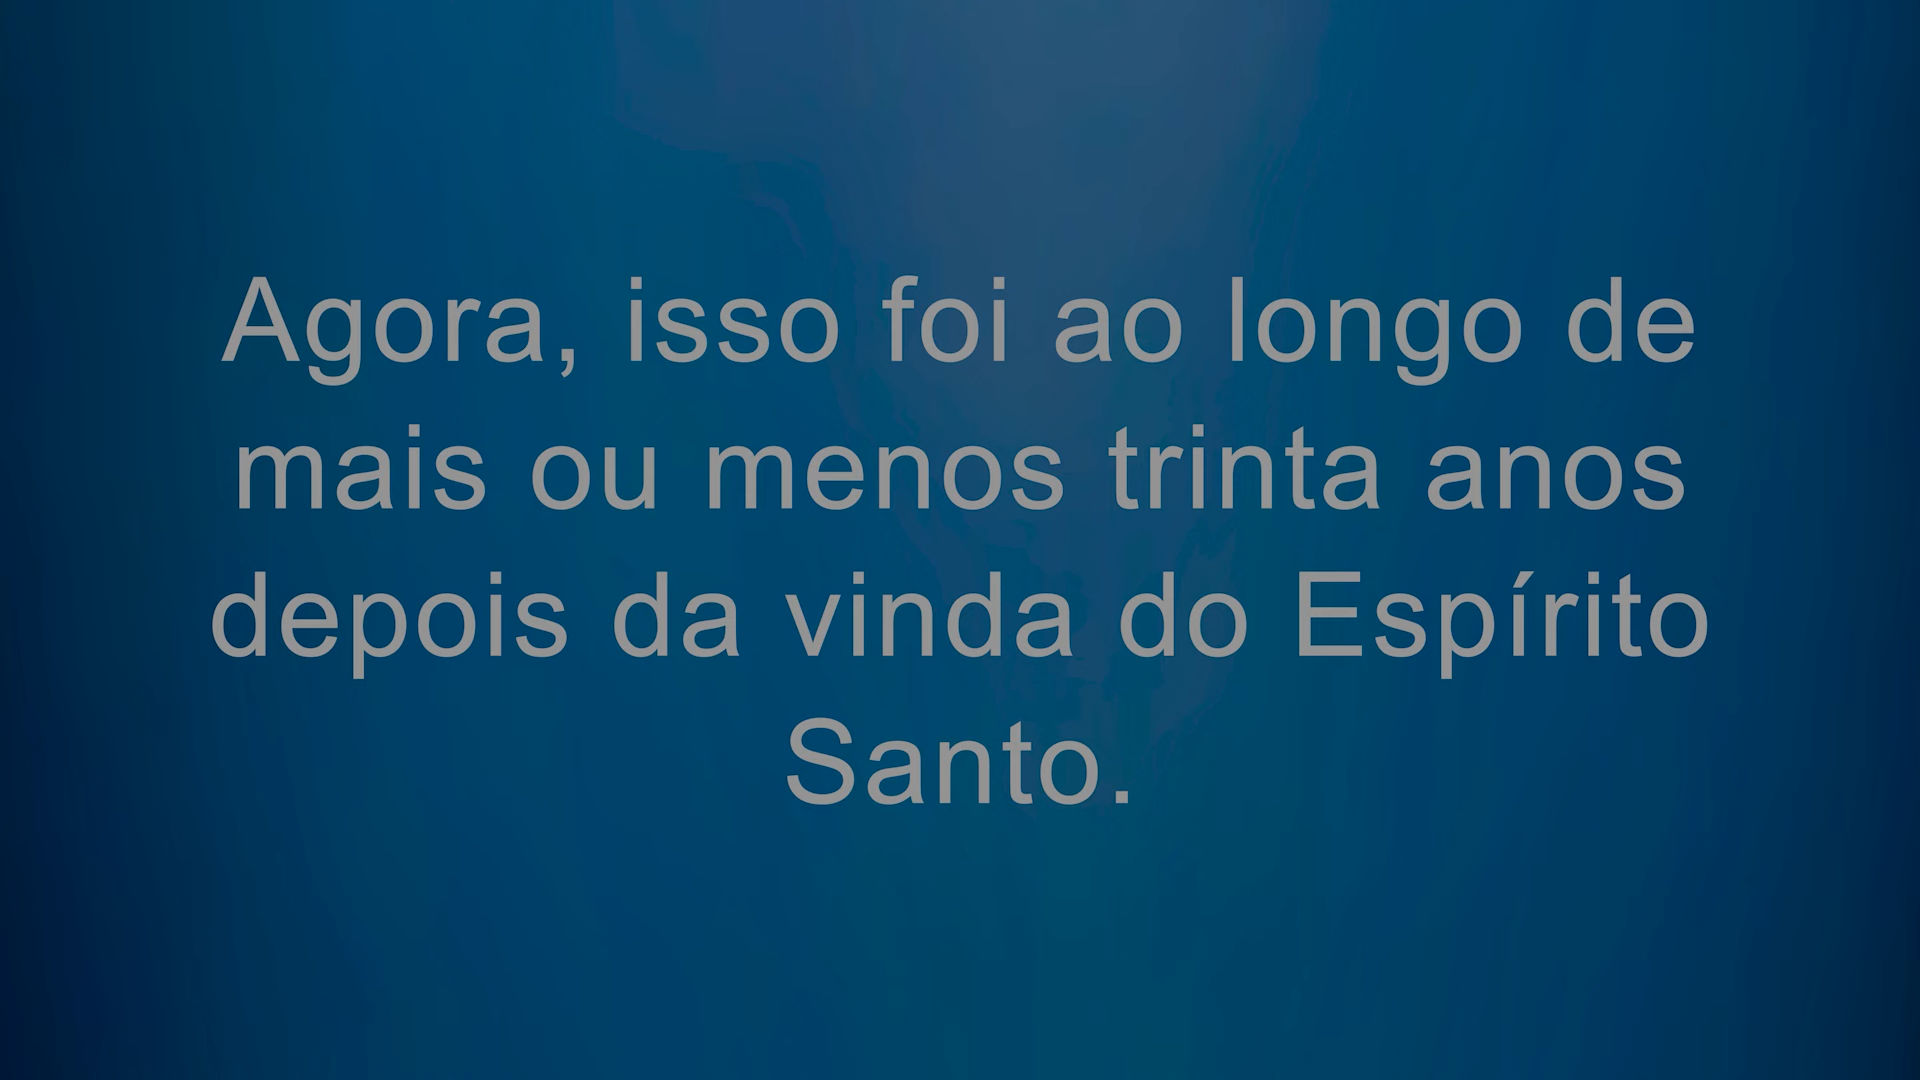 Agora, isso foi ao longo de
mais ou menos trinta anos
depois da vinda do Espírito
Santo.